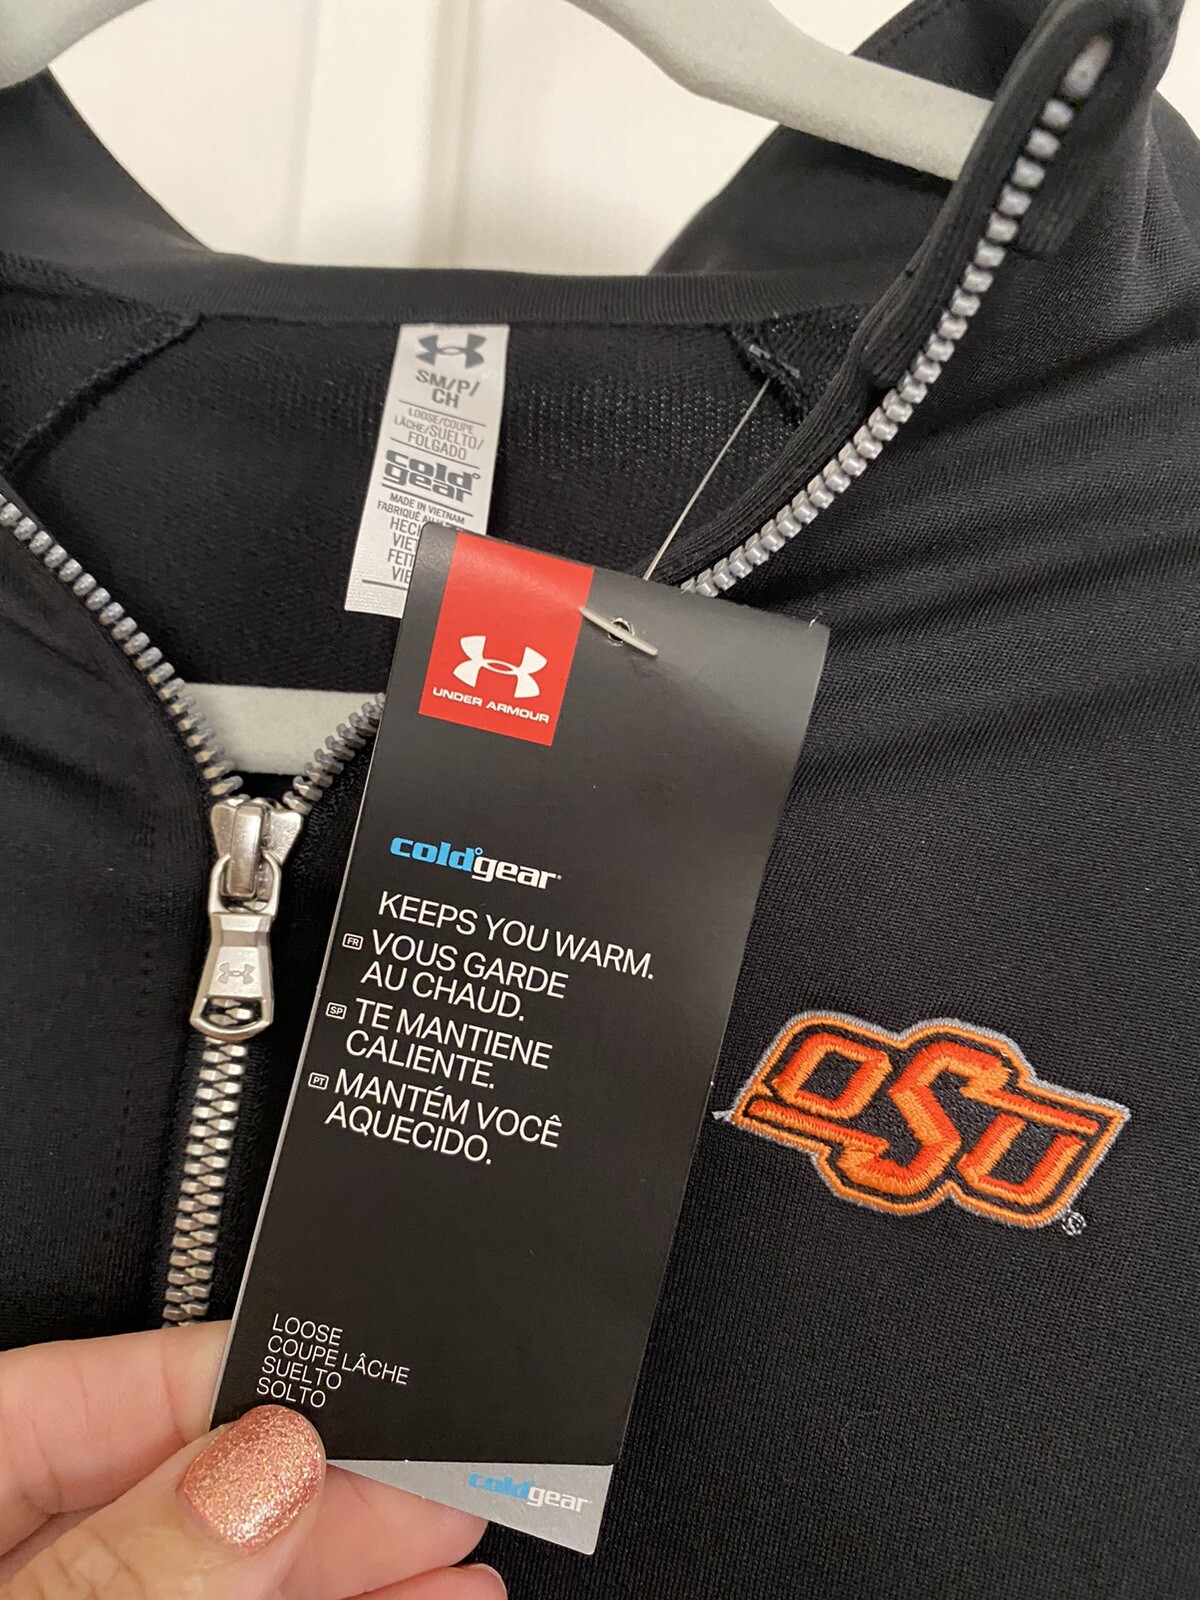 SM/P/
CH
LOOSE/COUPE
LÂCHE/SUELTO/
FOLGADO
cold
gear
MADE IN VIETNAM
FABRIQUÉ
UNDER ARMOUR
coldgear
KEEPS YOU WARM.
FR VOUS GARDE
AU CHAUD.
SP TE MANTIENE
CALIENTE.
PT MANTÉM VOCÊ
AQUECIDO.
LOOSE
COUPE LÂCHE
SUELTO
SOLTO
coldgear
OSU
®